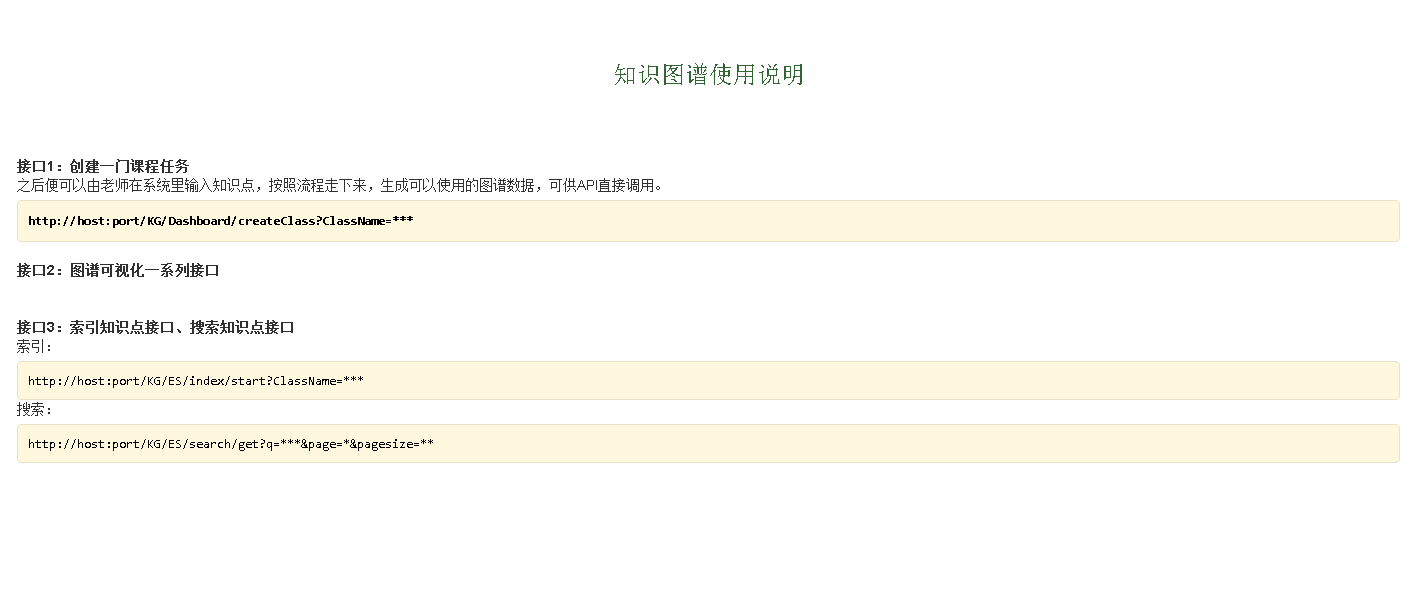 知识图谱使用说明
接口1：创建一门课程任务
之后便可以由老师在系统里输入知识点，按照流程走下来，生成可以使用的图谱数据，可供API直接调用。
http://host:port/KG/Dashboard/createClass?ClassName=***
接口2：图谱可视化一系列接口
接口3：索引知识点接口、搜索知识点接口
索引：
http://host:port/KG/ES/index/start?ClassName=***
搜索：
http://host:port/KG/ES/search/get?q=***&page=*&pagesize=**